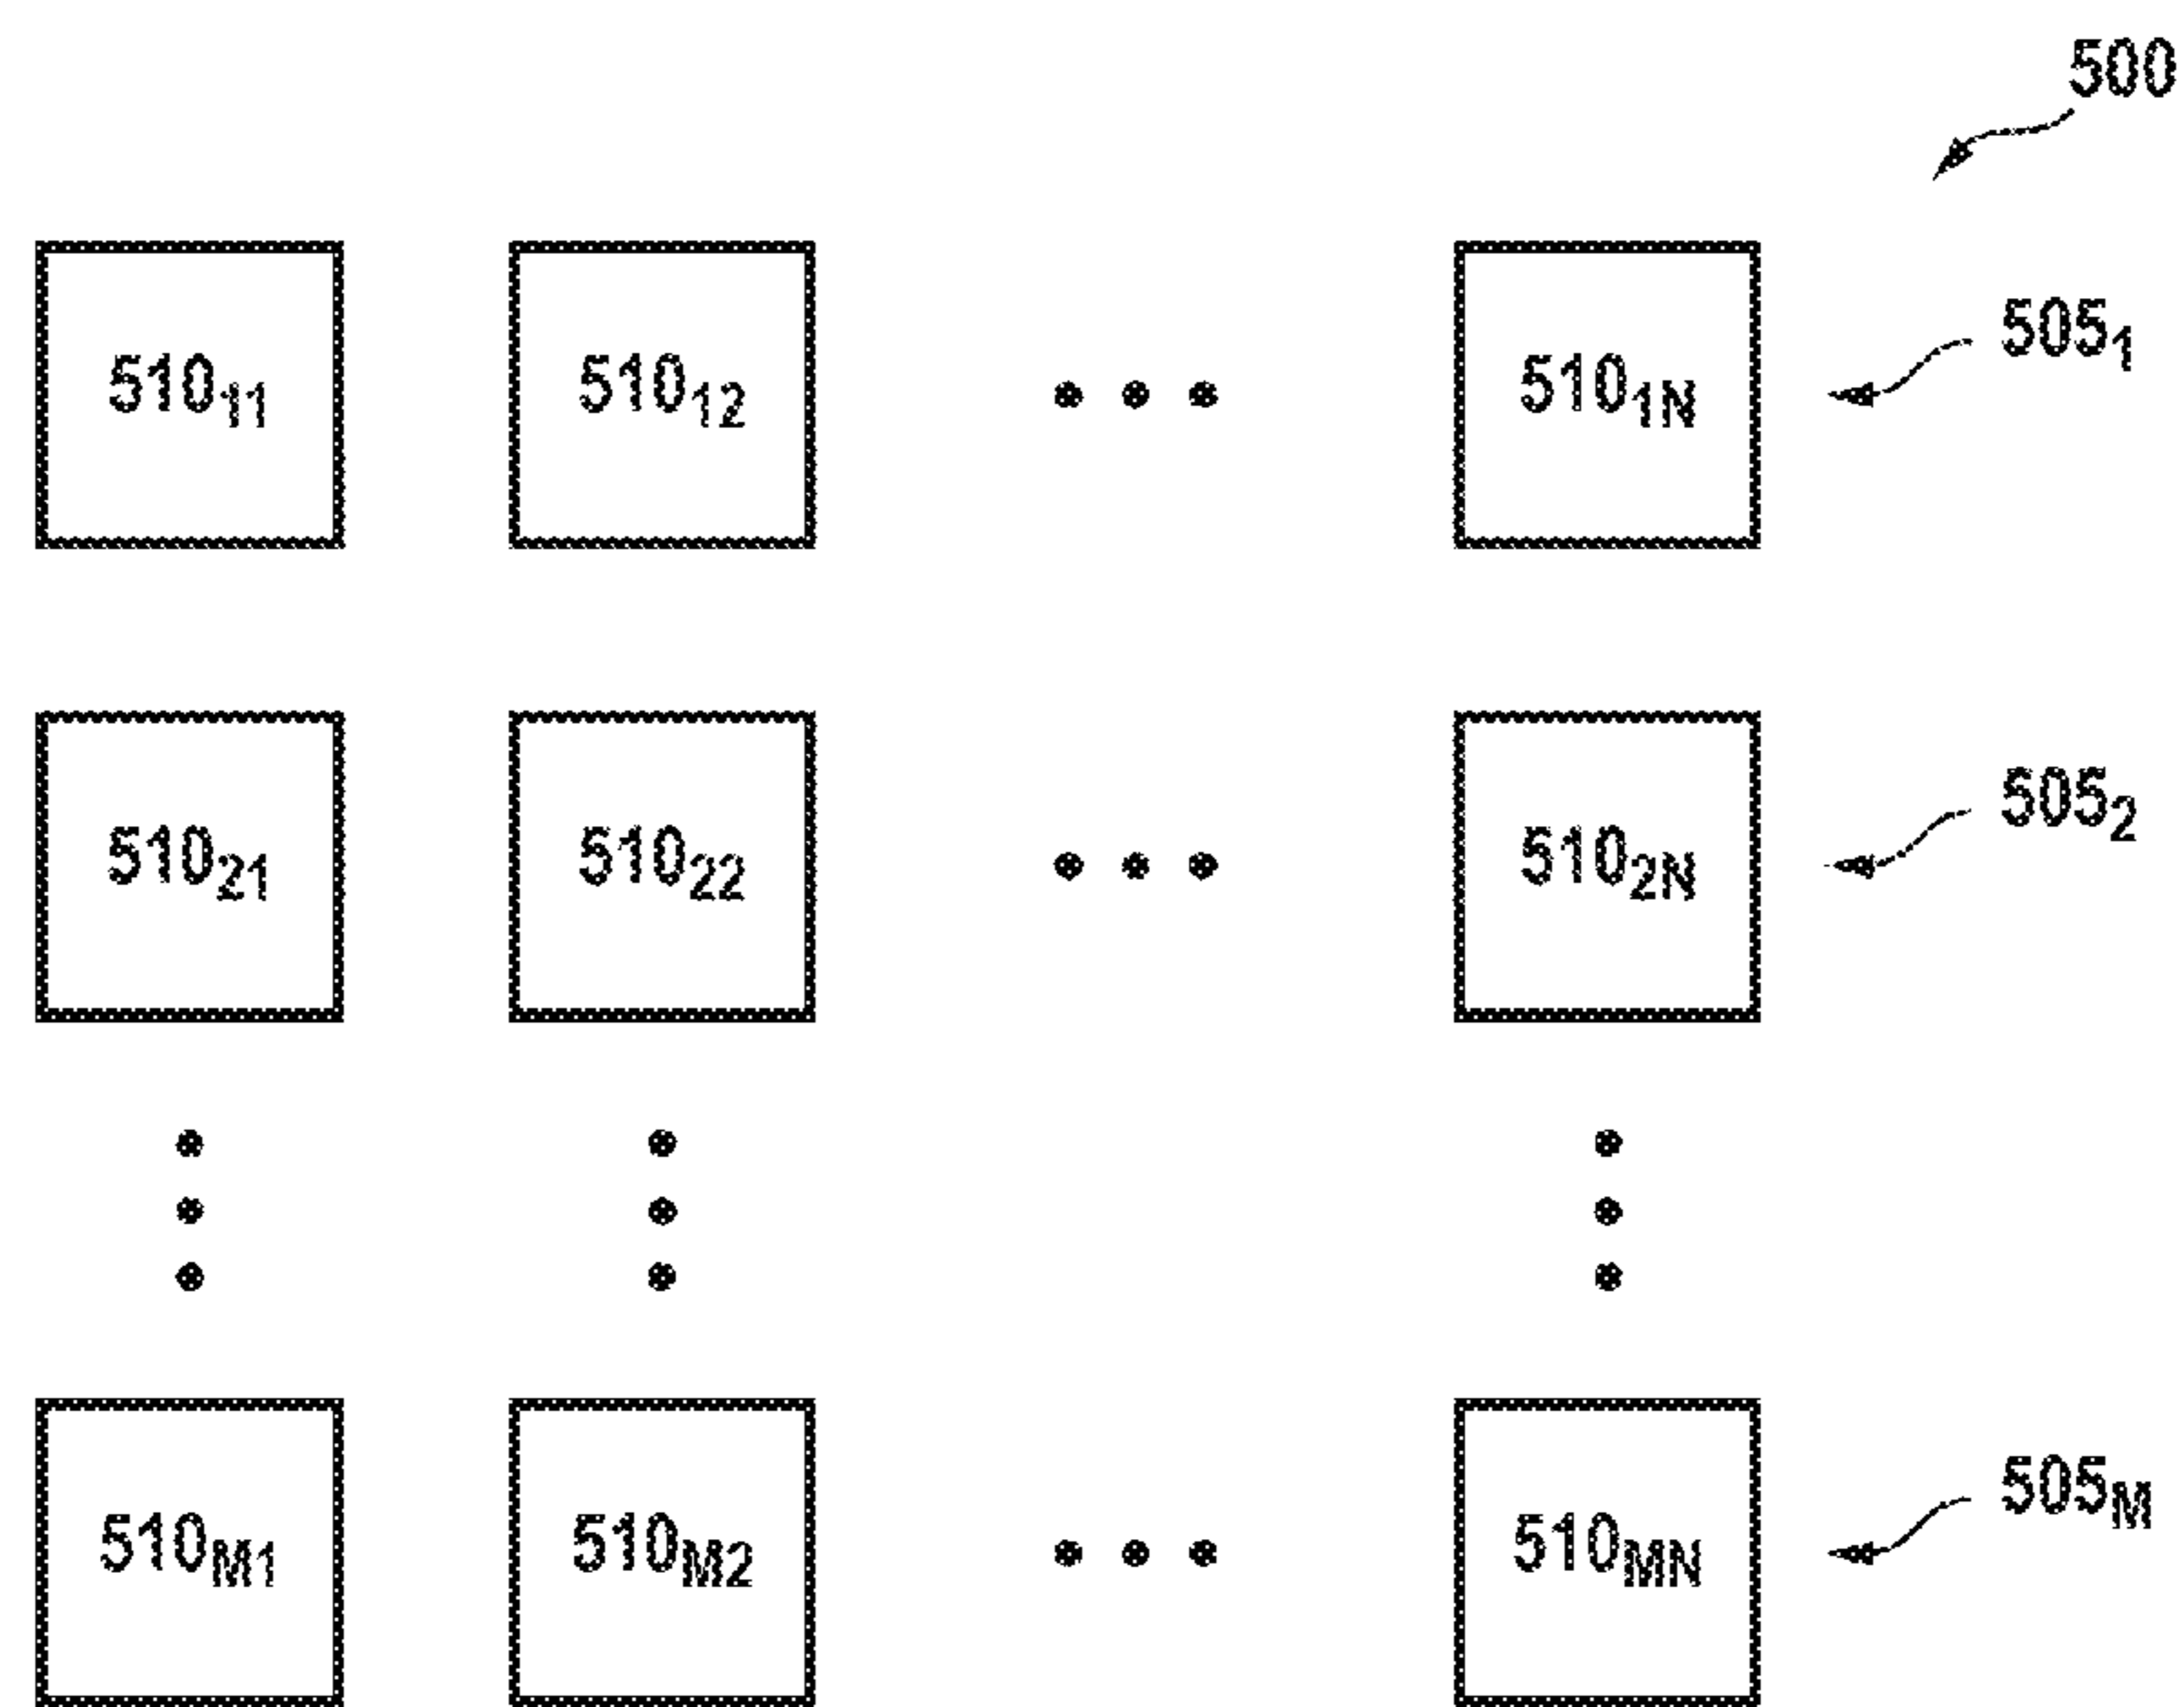 500
510₁₁ 510₁₂ • • • 510₁N 505₁
510₂₁ 510₂₂ • • • 510₂N 505₂
510M1 510M2 • • • 510MN 505M